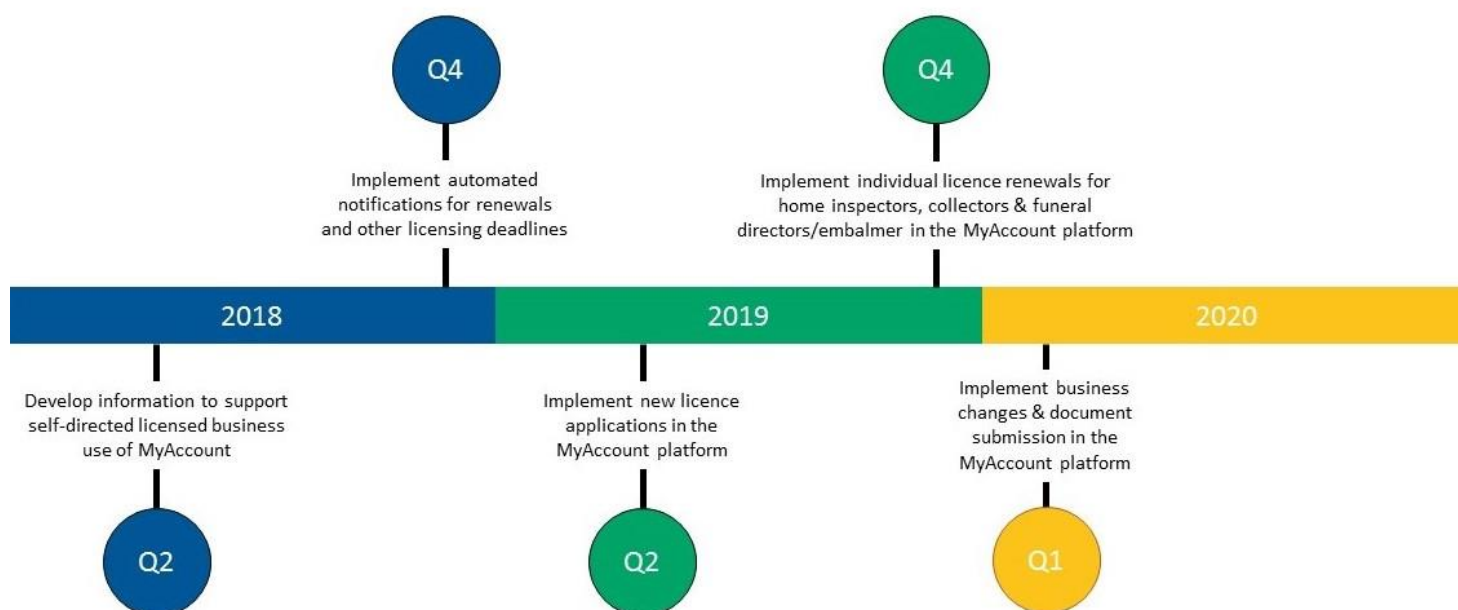 Q4
Q4
Implement automated
notifications for renewals
and other licensing deadlines
Implement individual licence renewals for
home inspectors, collectors & funeral
directors/embalmer in the MyAccount platform
2018
2019
2020
Develop information to support
self-directed licensed business
use of MyAccount
Implement new licence
applications in the
MyAccount platform
Implement business
changes & document
submission in the
MyAccount platform
Q2
Q2
Q1